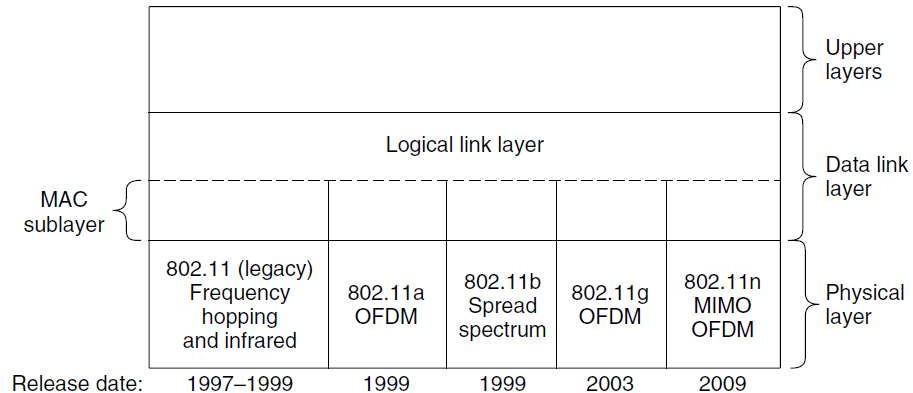 Upper
layers
Logical link layer
Data link
layer
MAC
sublayer
802.11 (legacy)
Frequency
hopping
and infrared
802.11a
OFDM
802.11b
Spread
spectrum
802.11g
OFDM
802.11n
MIMO
OFDM
Physical
layer
Release date: 1997–1999 1999 1999 2003 2009